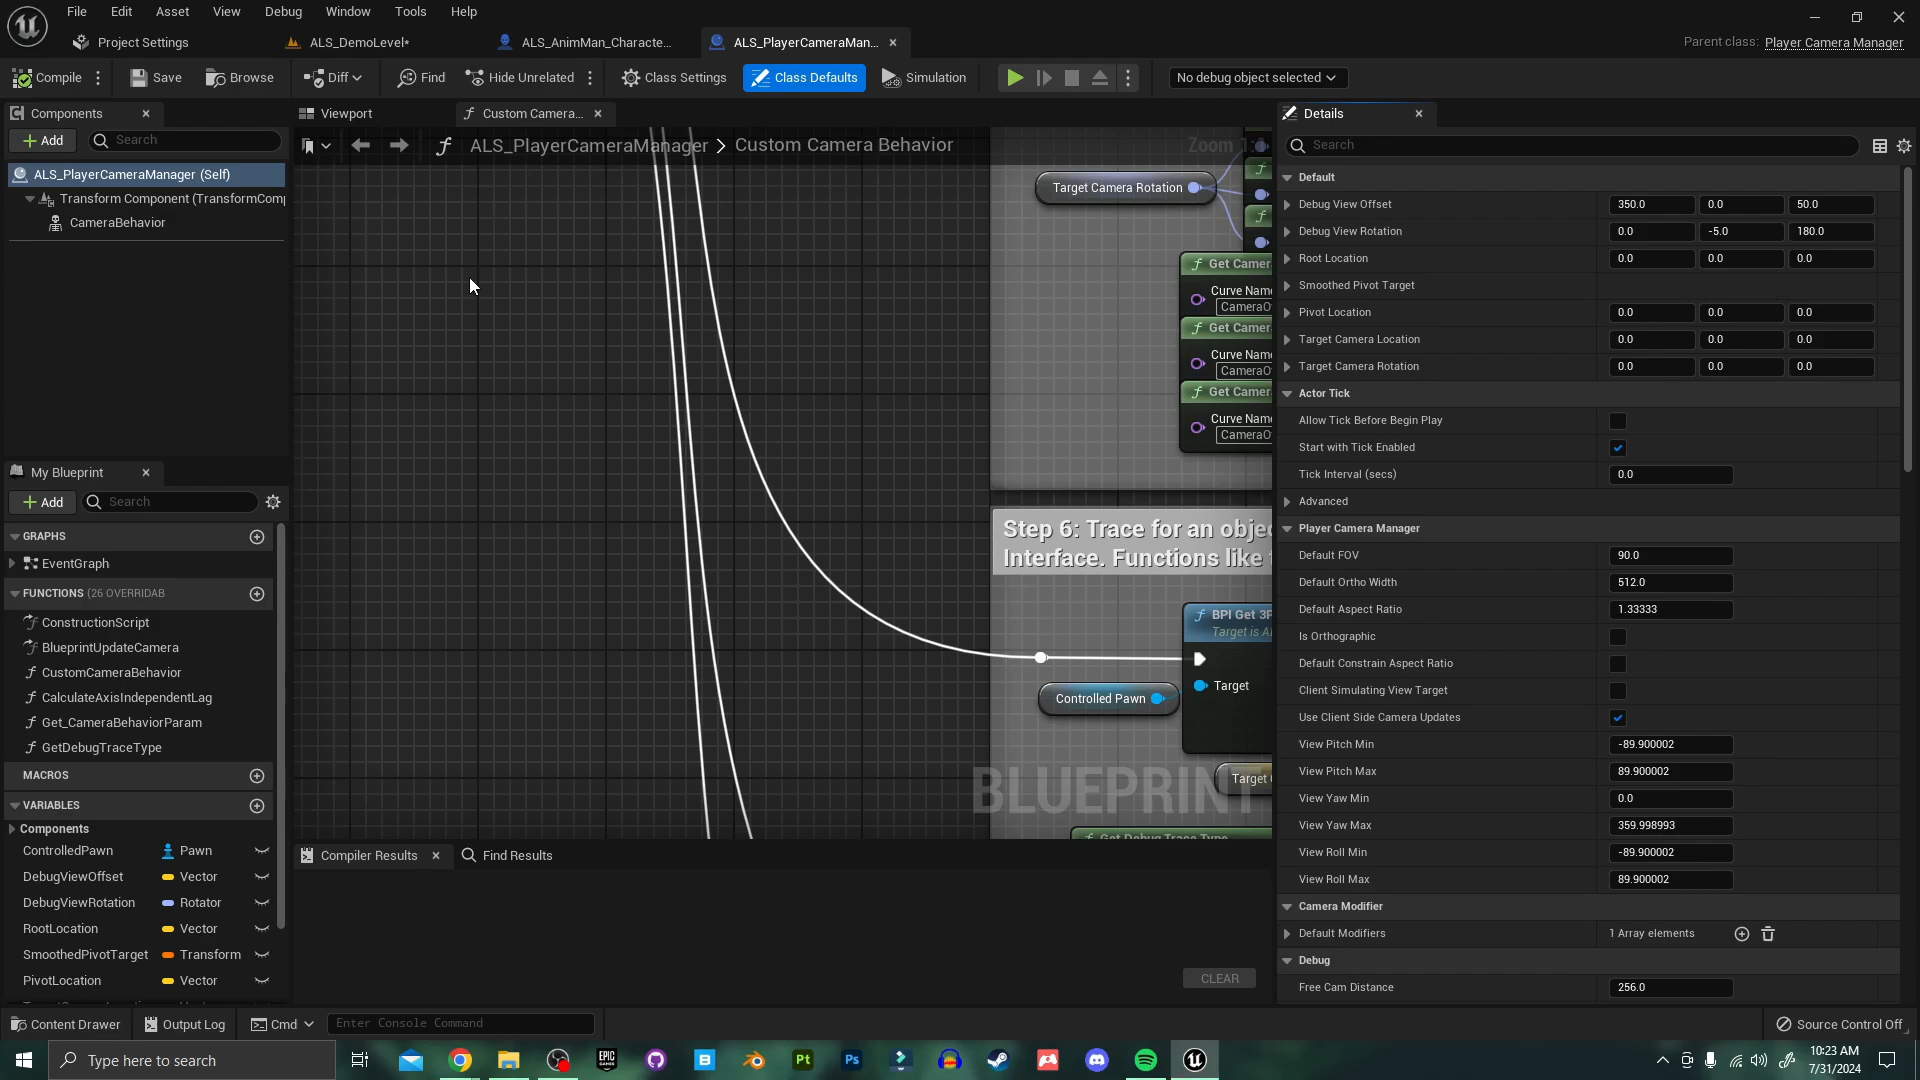 File Edit Asset View Debug Window Tools Help
Project Settings ALS_DemoLevel* ALS_AnimMan_Characte... ALS_PlayerCameraMan...
Parent class: Player Camera Manager
Compile Save Browse Diff Find Hide Unrelated Class Settings Class Defaults Simulation No debug object selected
Components
Add Search
ALS_PlayerCameraManager (Self)
Transform Component (TransformComp
CameraBehavior
My Blueprint
Add Search
GRAPHS
EventGraph
FUNCTIONS (26 OVERRIDAB
ConstructionScript
BlueprintUpdateCamera
CustomCameraBehavior
CalculateAxisIndependentLag
Get_CameraBehaviorParam
GetDebugTraceType
MACROS
VARIABLES
Components
ControlledPawn Pawn
DebugViewOffset Vector
DebugViewRotation Rotator
RootLocation Vector
SmoothedPivotTarget Transform
PivotLocation Vector
Viewport Custom Camera...
ALS_PlayerCameraManager > Custom Camera Behavior
Zoom 1:
Target Camera Rotation
Get Camer
Curve Name
CameraO
Get Camer
Curve Name
CameraO
Get Camer
Curve Name
CameraO
Step 6: Trace for an objec
Interface. Functions like
BPI Get 3P
Target is AL
Target
Controlled Pawn
Target
BLUEPRINT
Get Debug Trace Type
Compiler Results Find Results
CLEAR
Details
Search
Default
Debug View Offset 350.0 0.0 50.0
Debug View Rotation 0.0 -5.0 180.0
Root Location 0.0 0.0 0.0
Smoothed Pivot Target
Pivot Location 0.0 0.0 0.0
Target Camera Location 0.0 0.0 0.0
Target Camera Rotation 0.0 0.0 0.0
Actor Tick
Allow Tick Before Begin Play
Start with Tick Enabled
Tick Interval (secs) 0.0
Advanced
Player Camera Manager
Default FOV 90.0
Default Ortho Width 512.0
Default Aspect Ratio 1.33333
Is Orthographic
Default Constrain Aspect Ratio
Client Simulating View Target
Use Client Side Camera Updates
View Pitch Min -89.900002
View Pitch Max 89.900002
View Yaw Min 0.0
View Yaw Max 359.998993
View Roll Min -89.900002
View Roll Max 89.900002
Camera Modifier
Default Modifiers 1 Array elements
Debug
Free Cam Distance 256.0
Content Drawer Output Log Cmd Enter Console Command Source Control Off
Type here to search
EPIC GAMES
Pt Ps
10:23 AM
7/31/2024